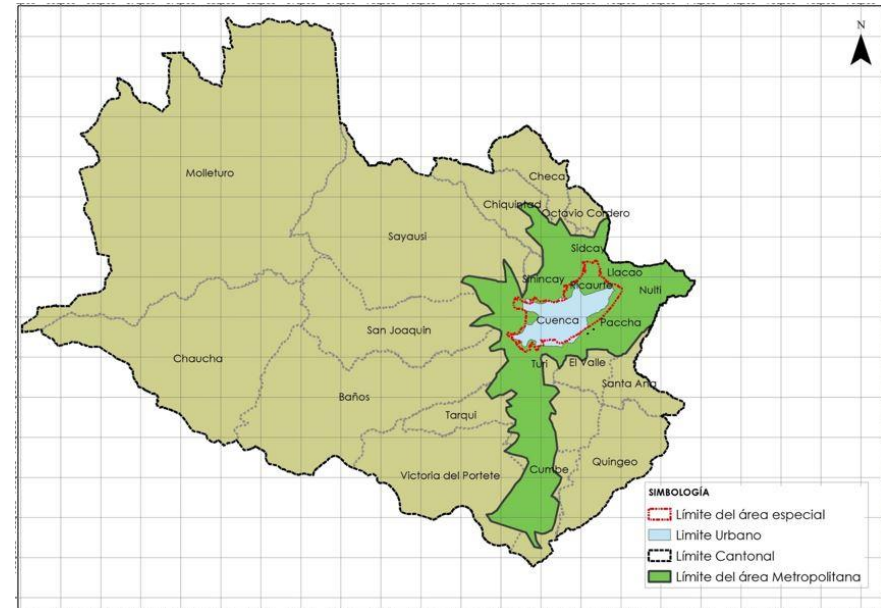 N
Molleturo
Checa
Chiquintad
Octavio Cordero
Sayausí
Sidcay
Llacao
Sinincay
Ricaurte
Nulti
Cuenca
Paccha
San Joaquin
Chaucha
Turi
El Valle
Santa Ana
Baños
Tarqui
Quingeo
Cumbe
Victoria del Portete
SIMBOLOGÍA
Límite del área especial
Limite Urbano
Límite Cantonal
Límite del área Metropolitana